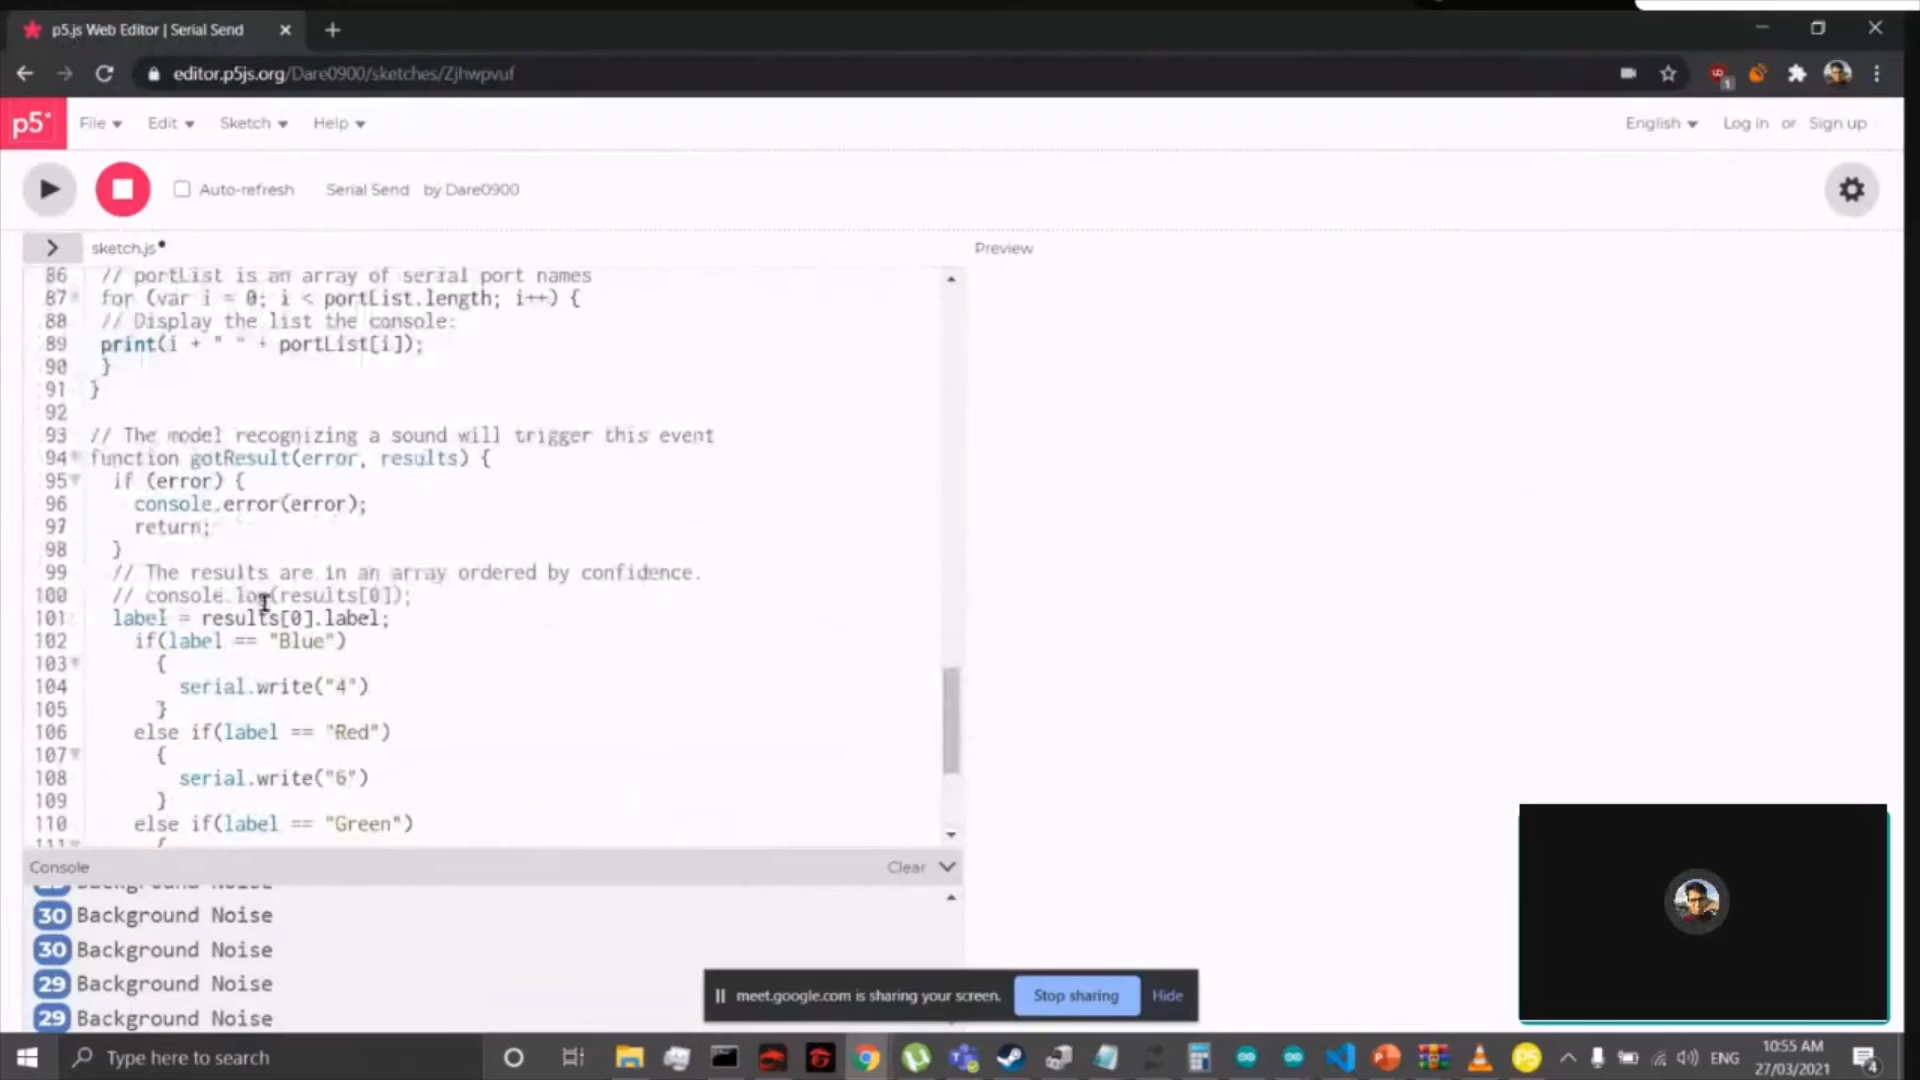 p5.js Web Editor | Serial Send
editor.p5js.org/Dare0900/sketches/Zjhwpvuf
p5*
File
Edit
Sketch
Help
English
Log in or Sign up
Auto-refresh
Serial Send by Dare0900
sketch.js
Preview
86 // portList is an array of serial port names
87 for (var i = 0; i < portList.length; i++) {
88 // Display the list the console:
89 print(i + " " + portList[i]);
90 }
91 }
92
93 // The model recognizing a sound will trigger this event
94 function gotResult(error, results) {
95 if (error) {
96 console.error(error);
97 return;
98 }
99 // The results are in an array ordered by confidence.
100 // console.log(results[0]);
101 label = results[0].label;
102 if(label == "Blue")
103 {
104 serial.write("4")
105 }
106 else if(label == "Red")
107 {
108 serial.write("6")
109 }
110 else if(label == "Green")
111 {
Console
Clear
Background Noise
30 Background Noise
30 Background Noise
29 Background Noise
29 Background Noise
meet.google.com is sharing your screen.
Stop sharing
Hide
Type here to search
ENG
10:55 AM
27/03/2021
4